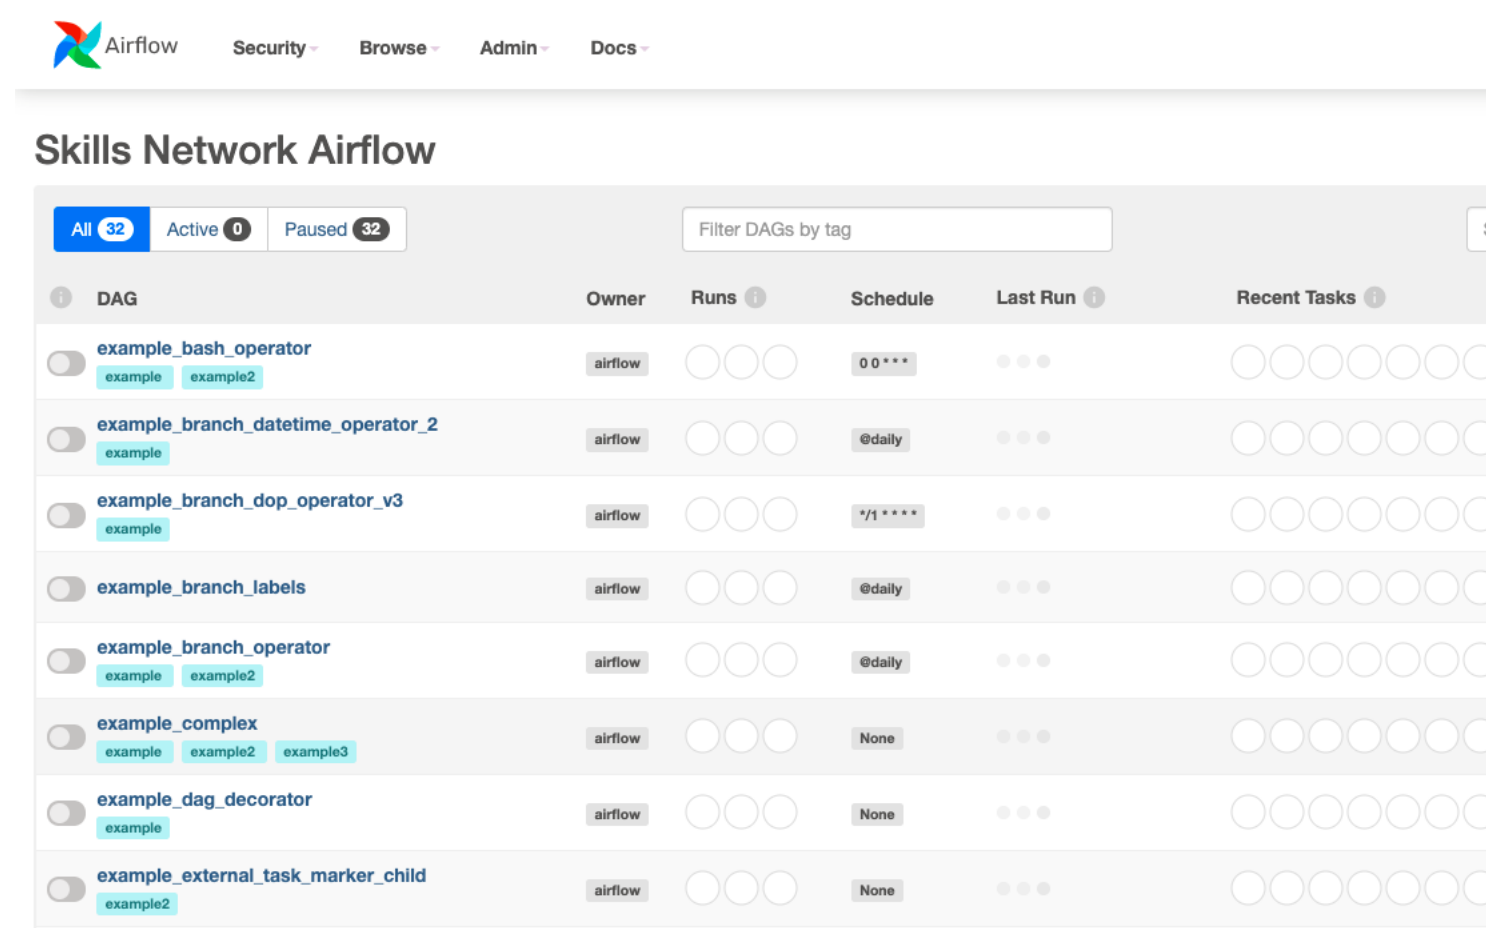 Airflow Security Browse Admin Docs
Skills Network Airflow
All 32 Active 0 Paused 32 Filter DAGs by tag
DAG Owner Runs Schedule Last Run Recent Tasks
example_bash_operator
example example2 airflow 0 0 * * *
example_branch_datetime_operator_2
example airflow @daily
example_branch_dop_operator_v3
example airflow */1 * * * *
example_branch_labels airflow @daily
example_branch_operator
example example2 airflow @daily
example_complex
example example2 example3 airflow None
example_dag_decorator
example airflow None
example_external_task_marker_child
example2 airflow None